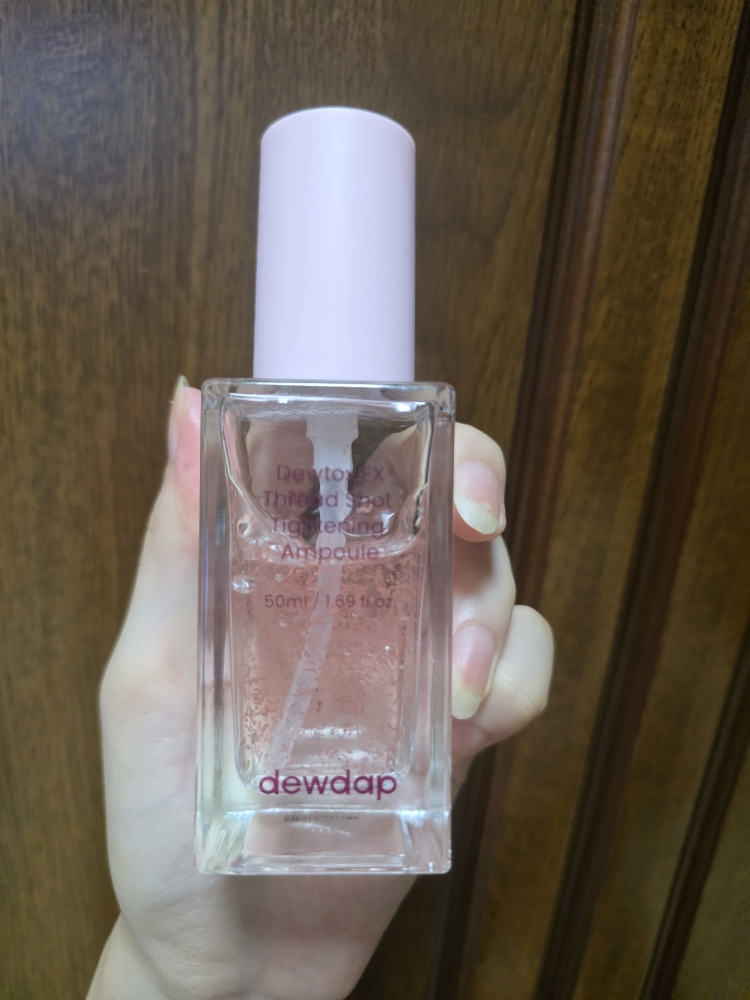 Dewtox EX
Thread Shot
Tightening
Ampoule
50ml / 1.69 fl.oz
dewdap